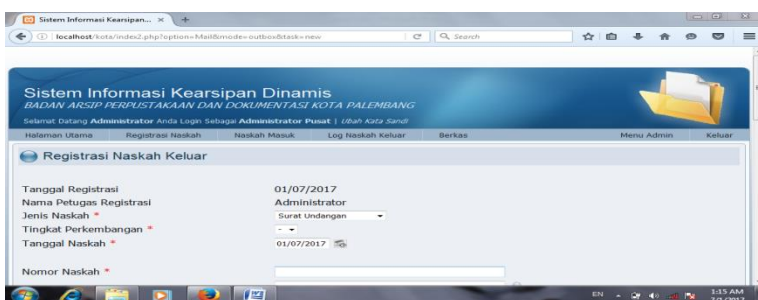 Sistem Informasi Kearsipan... × +
localhost/kota/index2.php?option=Mail&mode=outbox&task=new
Search
Sistem Informasi Kearsipan Dinamis
BADAN ARSIP PERPUSTAKAAN DAN DOKUMENTASI KOTA PALEMBANG
Selamat Datang Administrator Anda Login Sebagai Administrator Pusat | Ubah Kata Sandi
Halaman Utama Registrasi Naskah Naskah Masuk Log Naskah Keluar Berkas Menu Admin Keluar
Registrasi Naskah Keluar
Tanggal Registrasi 01/07/2017
Nama Petugas Registrasi Administrator
Jenis Naskah * Surat Undangan
Tingkat Perkembangan * -
Tanggal Naskah * 01/07/2017
Nomor Naskah *
EN 1:15 AM
7/1/2017